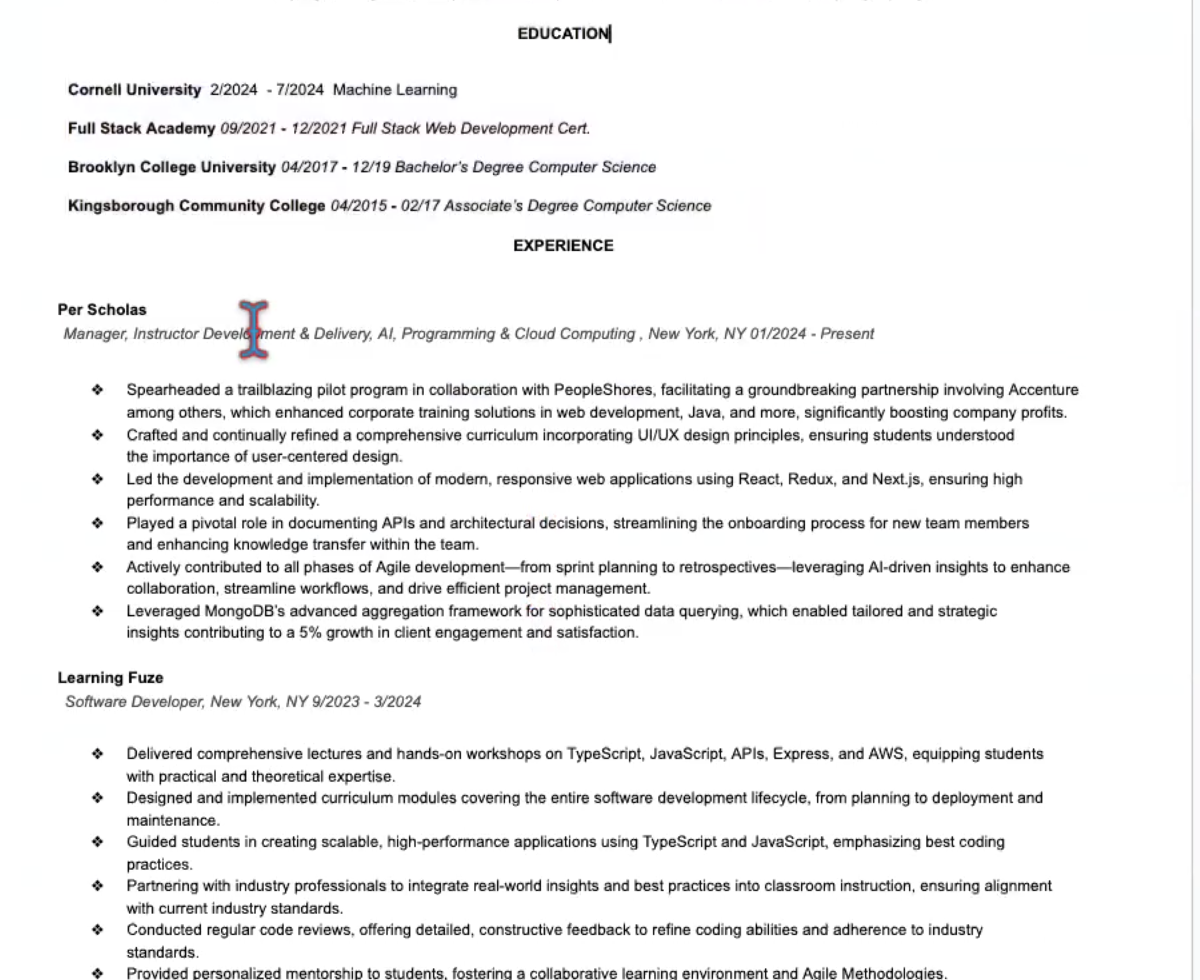 EDUCATION
Cornell University 2/2024 - 7/2024 Machine Learning
Full Stack Academy 09/2021 - 12/2021 Full Stack Web Development Cert.
Brooklyn College University 04/2017 - 12/19 Bachelor's Degree Computer Science
Kingsborough Community College 04/2015 - 02/17 Associate's Degree Computer Science
EXPERIENCE
Per Scholas
Manager, Instructor Development & Delivery, AI, Programming & Cloud Computing , New York, NY 01/2024 - Present
❖ Spearheaded a trailblazing pilot program in collaboration with PeopleShores, facilitating a groundbreaking partnership involving Accenture
among others, which enhanced corporate training solutions in web development, Java, and more, significantly boosting company profits.
❖ Crafted and continually refined a comprehensive curriculum incorporating UI/UX design principles, ensuring students understood
the importance of user-centered design.
❖ Led the development and implementation of modern, responsive web applications using React, Redux, and Next.js, ensuring high
performance and scalability.
❖ Played a pivotal role in documenting APIs and architectural decisions, streamlining the onboarding process for new team members
and enhancing knowledge transfer within the team.
❖ Actively contributed to all phases of Agile development—from sprint planning to retrospectives—leveraging AI-driven insights to enhance
collaboration, streamline workflows, and drive efficient project management.
❖ Leveraged MongoDB's advanced aggregation framework for sophisticated data querying, which enabled tailored and strategic
insights contributing to a 5% growth in client engagement and satisfaction.
Learning Fuze
Software Developer, New York, NY 9/2023 - 3/2024
❖ Delivered comprehensive lectures and hands-on workshops on TypeScript, JavaScript, APIs, Express, and AWS, equipping students
with practical and theoretical expertise.
❖ Designed and implemented curriculum modules covering the entire software development lifecycle, from planning to deployment and
maintenance.
❖ Guided students in creating scalable, high-performance applications using TypeScript and JavaScript, emphasizing best coding
practices.
❖ Partnering with industry professionals to integrate real-world insights and best practices into classroom instruction, ensuring alignment
with current industry standards.
❖ Conducted regular code reviews, offering detailed, constructive feedback to refine coding abilities and adherence to industry
standards.
❖ Provided personalized mentorship to students, fostering a collaborative learning environment and Agile Methodologies.